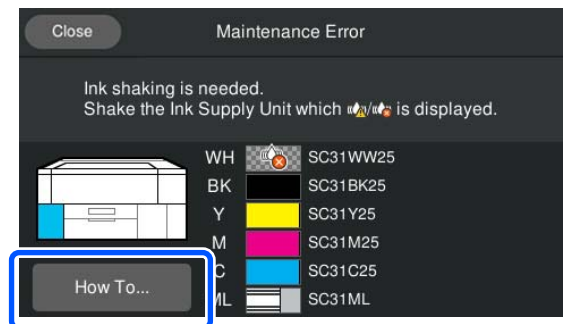 Close
Maintenance Error
Ink shaking is needed.
Shake the Ink Supply Unit which / is displayed.
WH SC31WW25
BK SC31BK25
Y SC31Y25
M SC31M25
C SC31C25
ML SC31ML
How To...